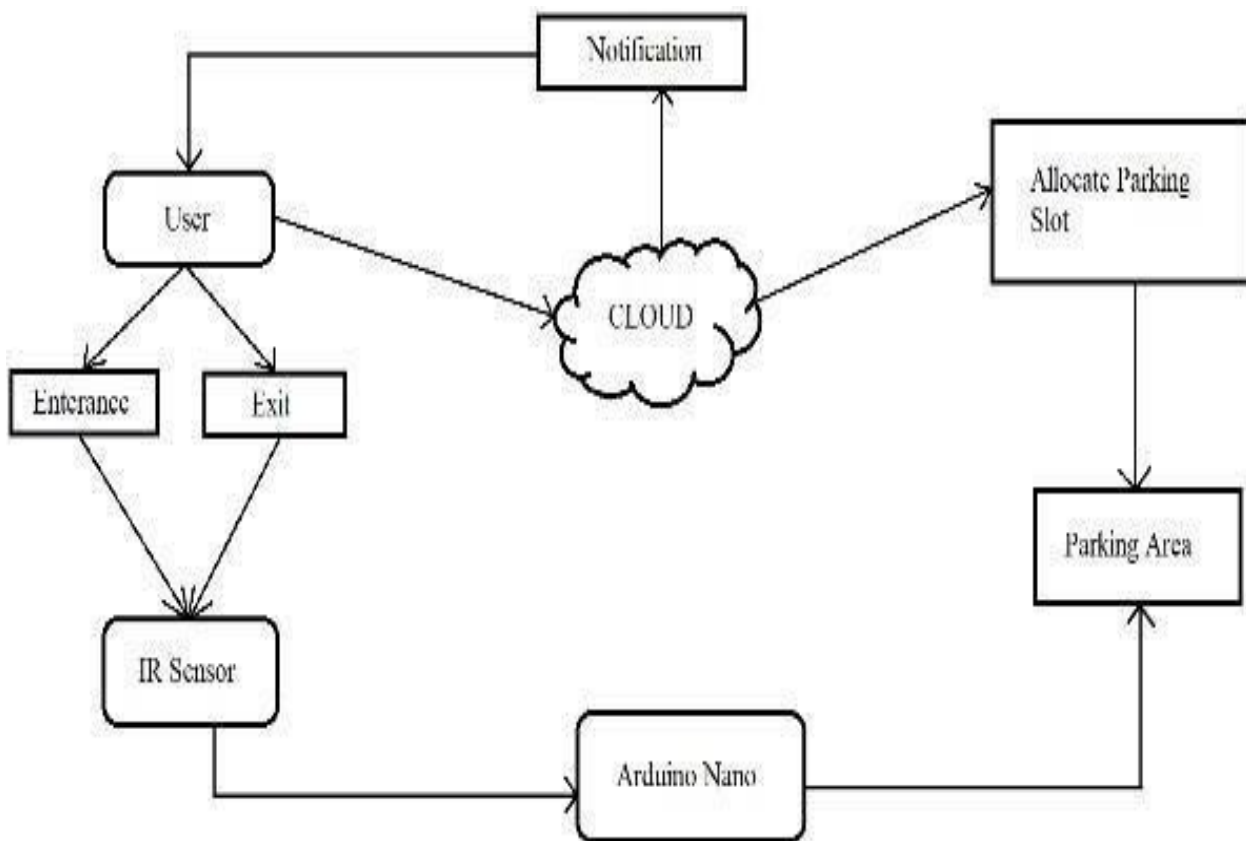 Notification
Allocate Parking
Slot
User
CLOUD
Enterance
Exit
Parking Area
IR Sensor
Arduino Nano